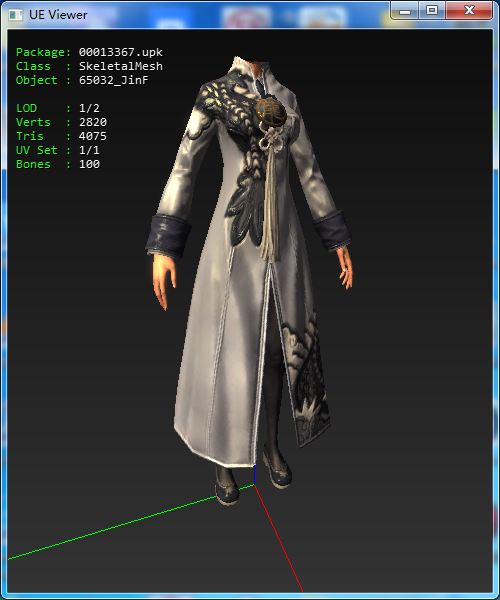 UE Viewer
Package: 00013367.upk
Class : SkeletalMesh
Object : 65032_JinF
LOD : 1/2
Verts : 2820
Tris : 4075
UV Set : 1/1
Bones : 100